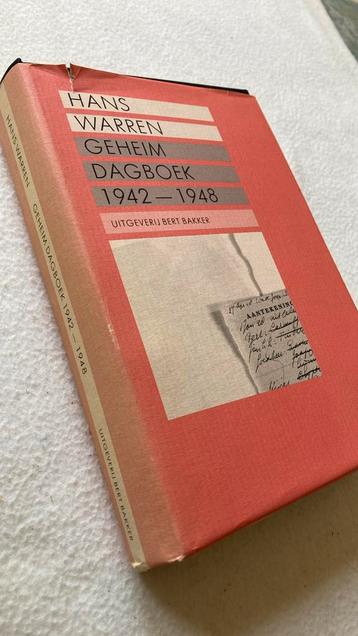 HANS
WARREN
GEHEIM
DAGBOEK
1942 — 1948
UITGEVERIJ BERT BAKKER
AANTEKENING
HANS WARREN GEHEIM DAGBOEK 1942 — 1948 UITGEVERIJ BERT BAKKER